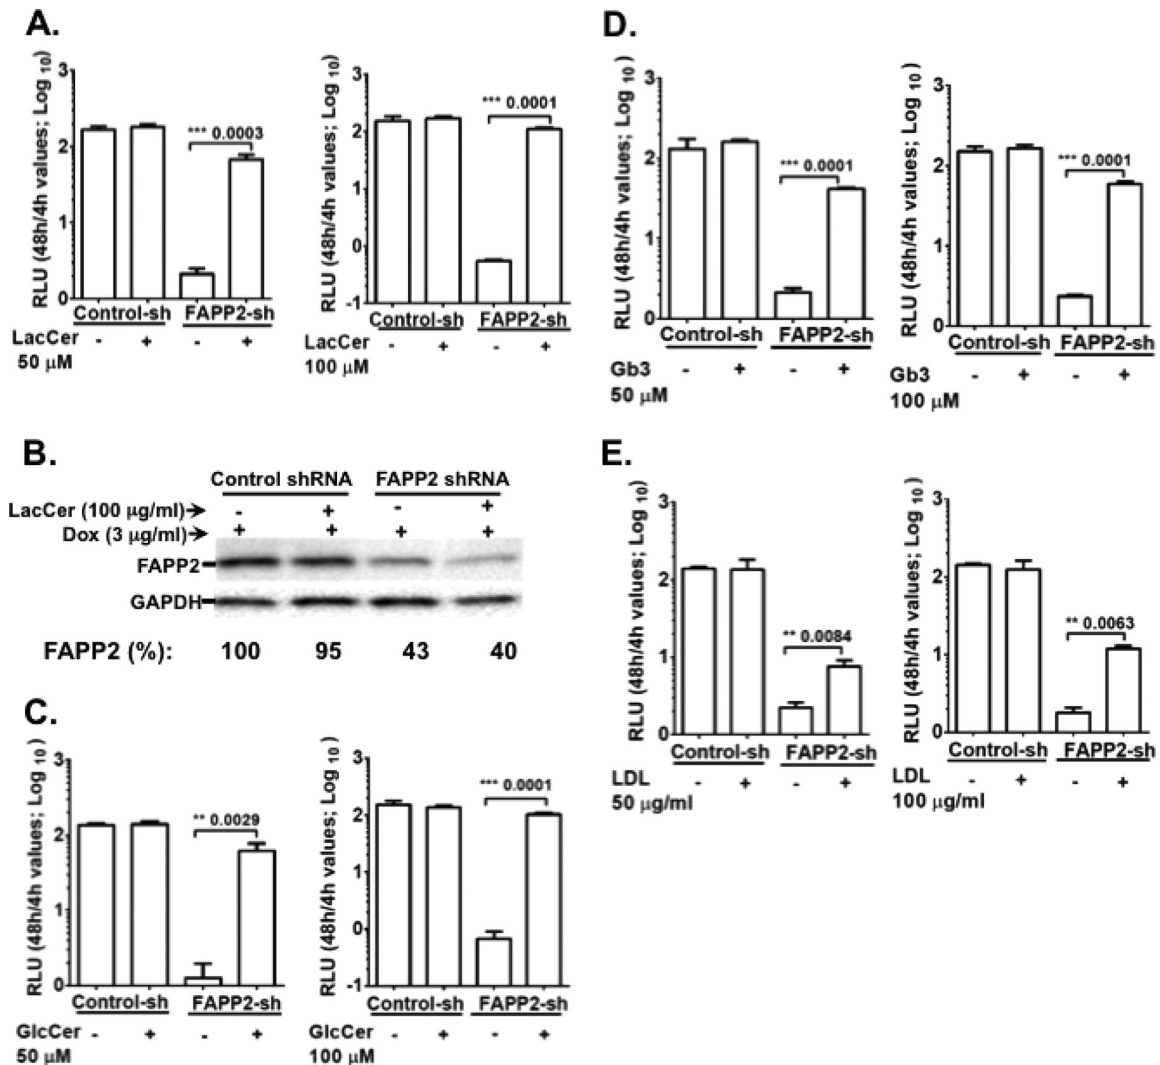 A.
RLU (48h/4h values; Log 10)
3
2
1
0
*** 0.0003
Control-sh FAPP2-sh
LacCer - + - +
50 μM
RLU (48h/4h values; Log 10)
3
2
1
0
-1
*** 0.0001
Control-sh FAPP2-sh
LacCer - + - +
100 μM
B.
Control shRNA FAPP2 shRNA
LacCer (100 μg/ml) - + - +
Dox (3 μg/ml) + + + +
FAPP2
GAPDH
FAPP2 (%): 100 95 43 40
C.
RLU (48h/4h values; Log 10)
3
2
1
0
** 0.0029
Control-sh FAPP2-sh
GlcCer - + - +
50 μM
RLU (48h/4h values; Log 10)
3
2
1
0
-1
*** 0.0001
Control-sh FAPP2-sh
GlcCer - + - +
100 μM
D.
RLU (48h/4h values; Log 10)
3
2
1
0
*** 0.0001
Control-sh FAPP2-sh
Gb3 - + - +
50 μM
RLU (48h/4h values; Log 10)
3
2
1
0
*** 0.0001
Control-sh FAPP2-sh
Gb3 - + - +
100 μM
E.
RLU (48h/4h values; Log 10)
3
2
1
0
** 0.0084
Control-sh FAPP2-sh
LDL - + - +
50 μg/ml
RLU (48h/4h values; Log 10)
3
2
1
0
** 0.0063
Control-sh FAPP2-sh
LDL - + - +
100 μg/ml